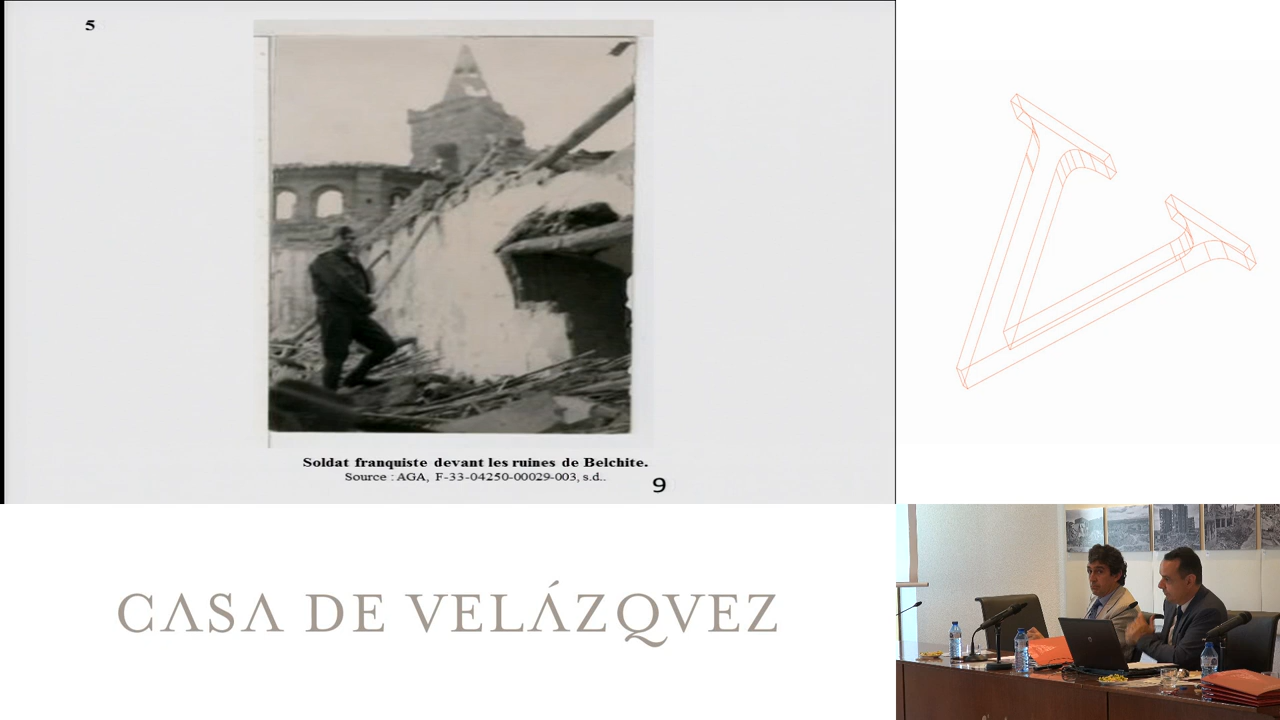 5
Soldat franquiste devant les ruines de Belchite.
Source : AGA, F-33-04250-00029-003, s.d..
9
CASA DE VELÁZQVEZ